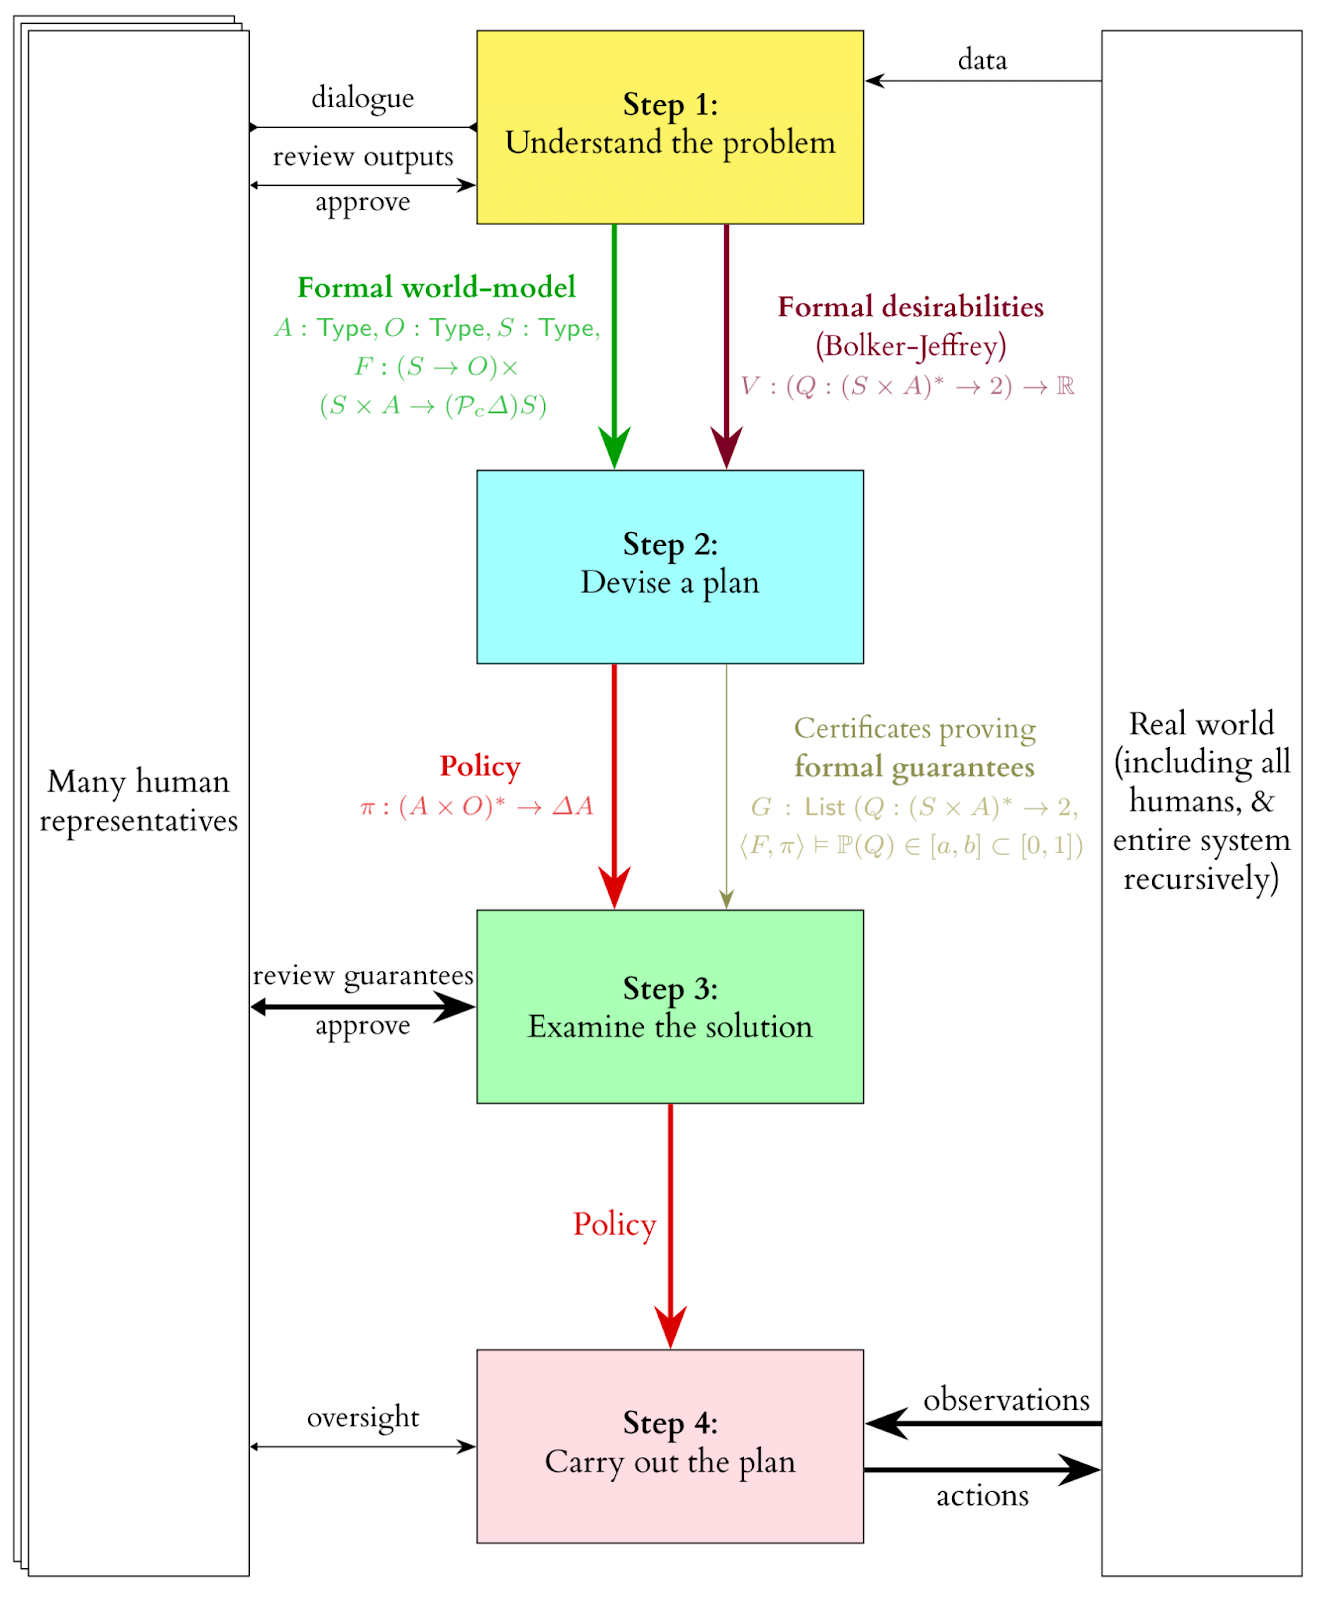 data
dialogue
Step 1:
Understand the problem
review outputs
approve
Formal world-model
A : Type, O : Type, S : Type,
F : (S → O)×
(S × A → (𝒫_c Δ)S)
Formal desirabilities
(Bolker-Jeffrey)
V : (Q : (S × A)* → 2) → ℝ
Step 2:
Devise a plan
Policy
π : (A × O)* → ΔA
Certificates proving
formal guarantees
G : List (Q : (S × A)* → 2,
⟨F, π⟩ ⊨ ℙ(Q) ∈ [a, b] ⊂ [0, 1])
Many human
representatives
Real world
(including all
humans, &
entire system
recursively)
review guarantees
approve
Step 3:
Examine the solution
Policy
oversight
Step 4:
Carry out the plan
observations
actions